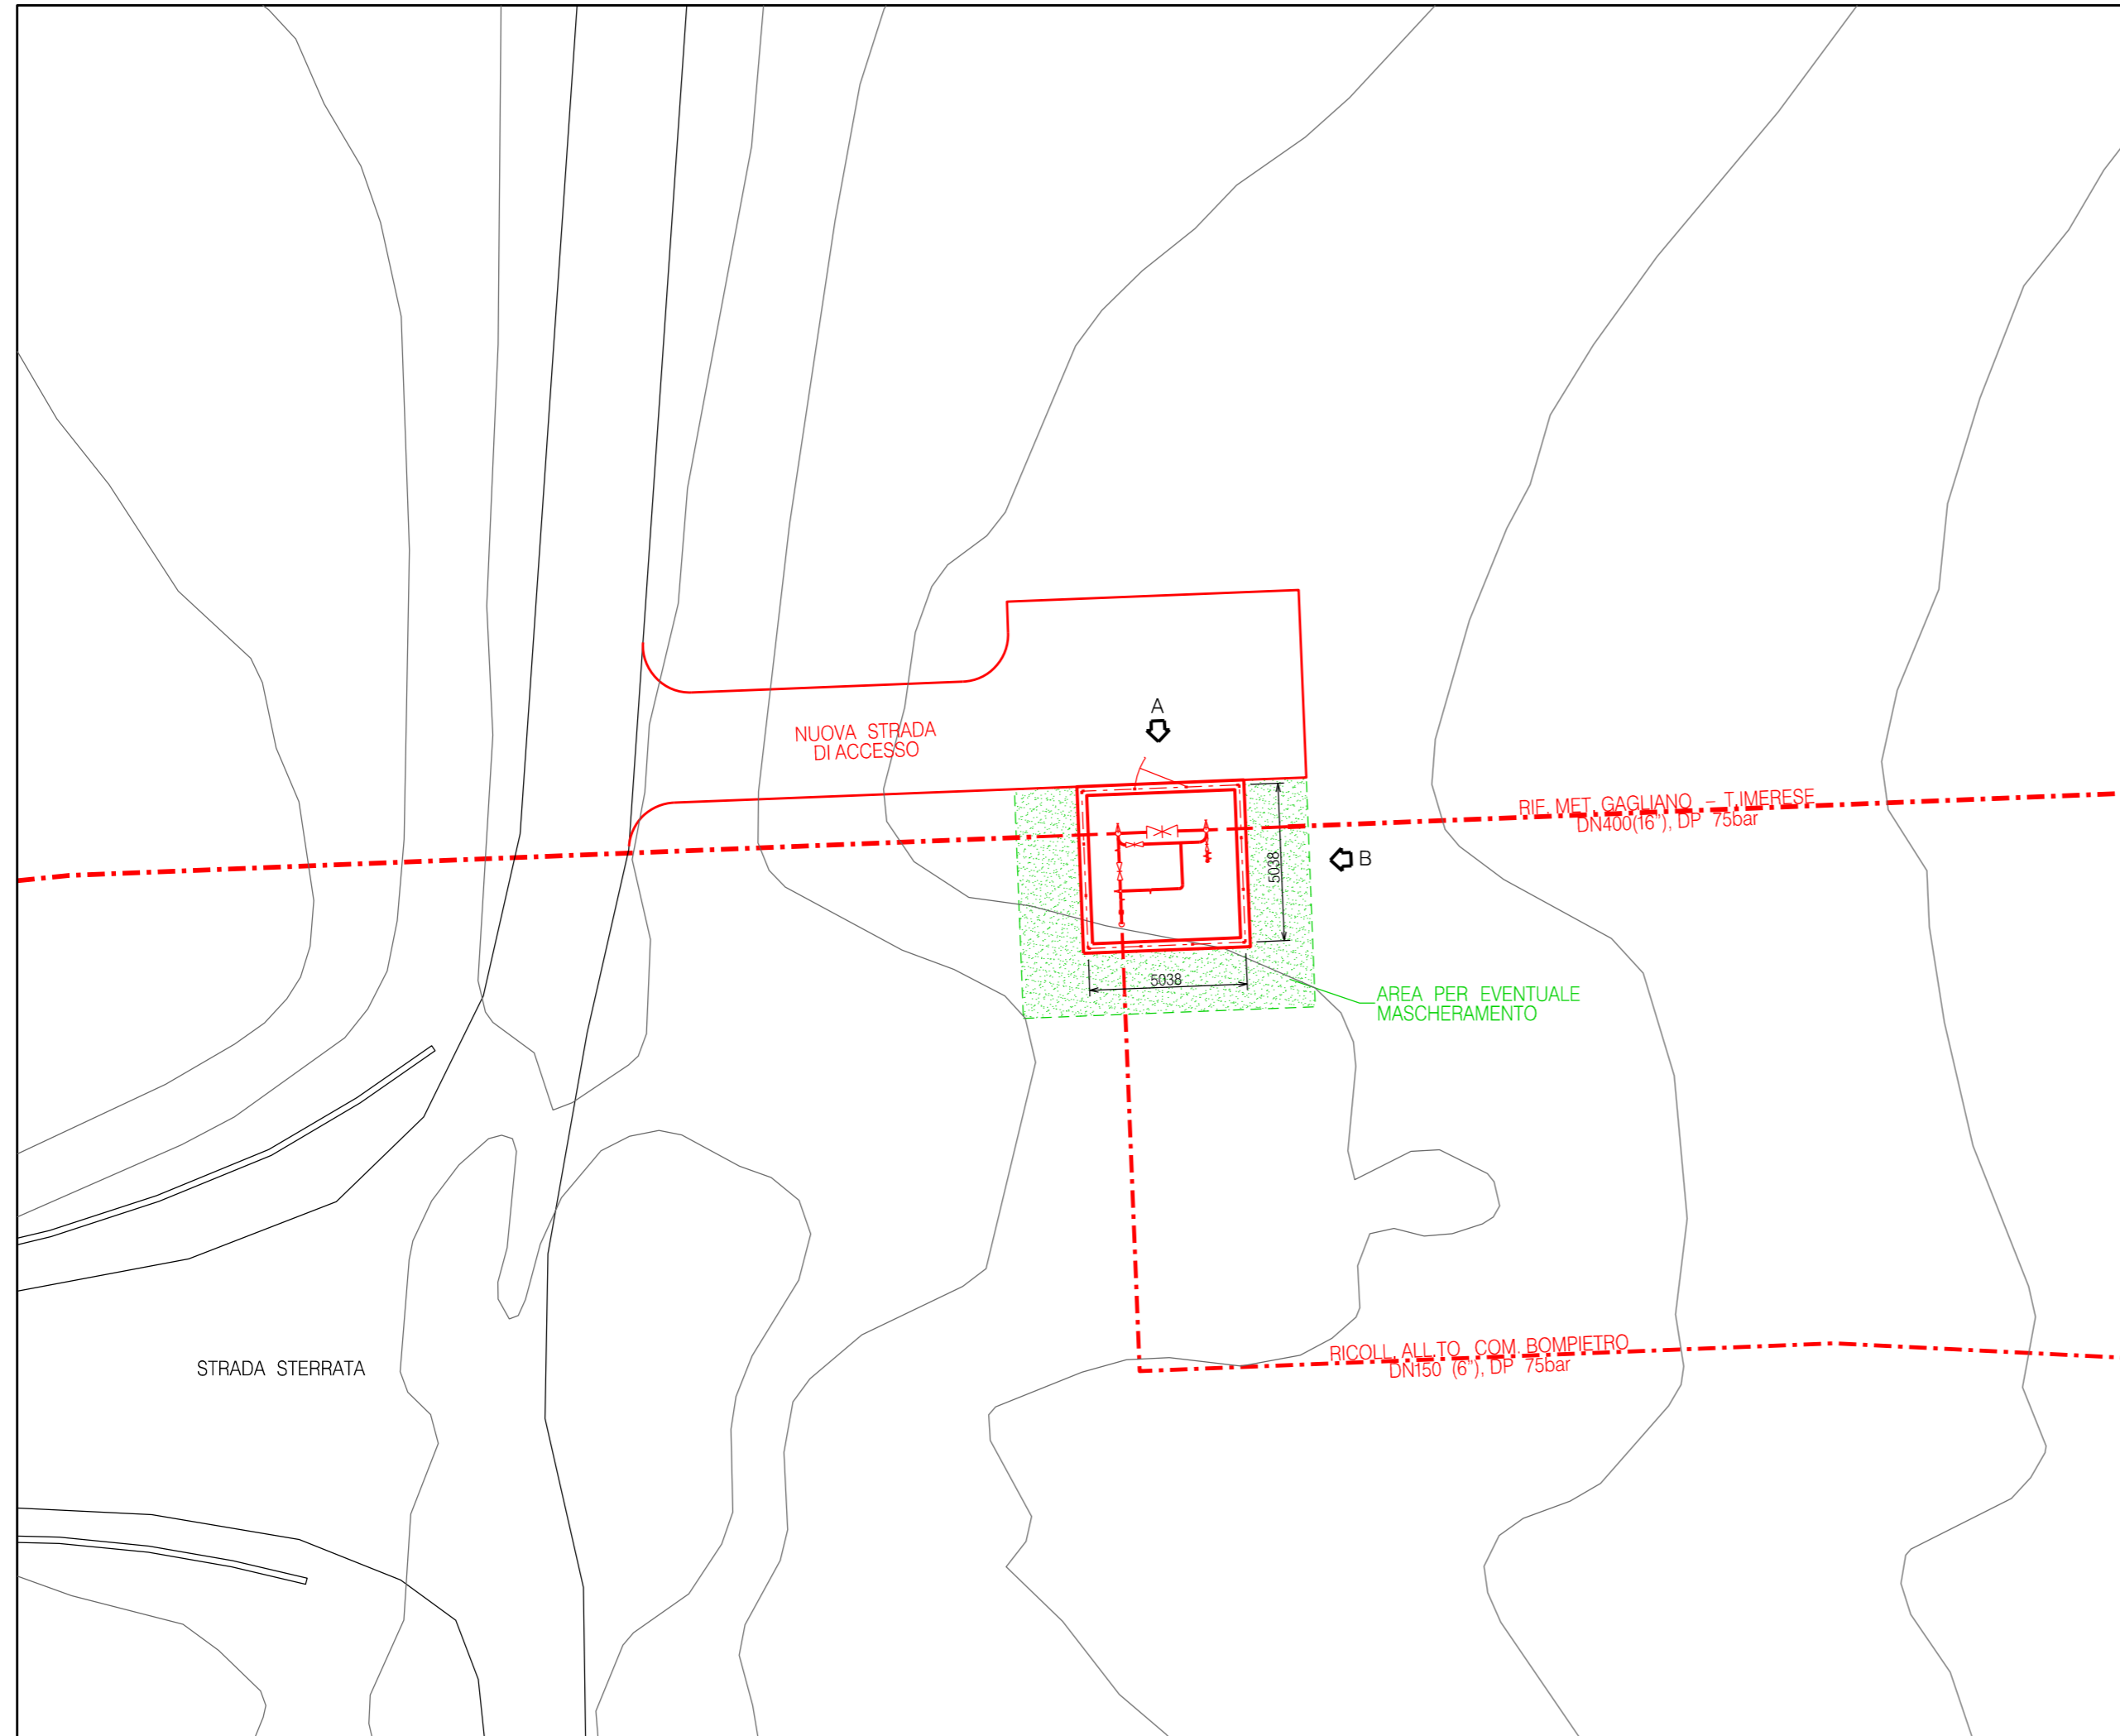 A
NUOVA STRADA
DI ACCESSO
RIF. MET. GAGLIANO – T.IMERESE
DN400(16"), DP 75bar
B
5038
5038
AREA PER EVENTUALE
MASCHERAMENTO
RICOLL. ALL.TO COM. BOMPIETRO
DN150 (6"), DP 75bar
STRADA STERRATA